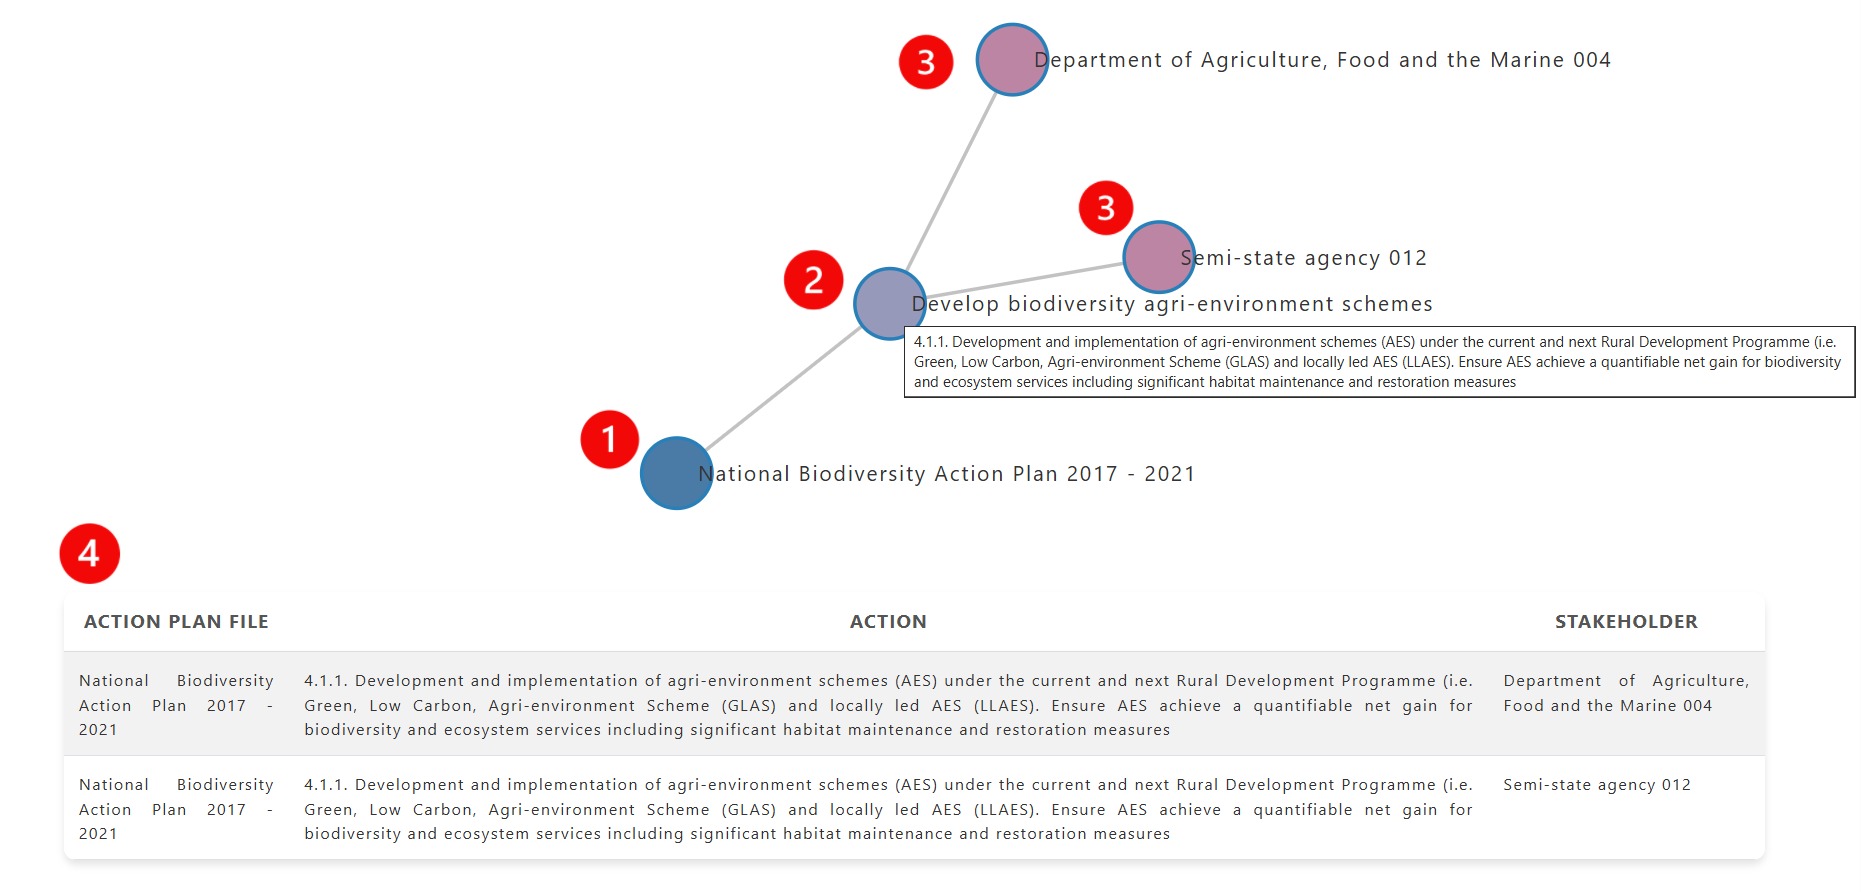 3
Department of Agriculture, Food and the Marine 004
3
Semi-state agency 012
2
Develop biodiversity agri-environment schemes
4.1.1. Development and implementation of agri-environment schemes (AES) under the current and next Rural Development Programme (i.e.
Green, Low Carbon, Agri-environment Scheme (GLAS) and locally led AES (LLAES). Ensure AES achieve a quantifiable net gain for biodiversity
and ecosystem services including significant habitat maintenance and restoration measures
1
National Biodiversity Action Plan 2017 - 2021
4
ACTION PLAN FILE
ACTION
STAKEHOLDER
National Biodiversity
Action Plan 2017 -
2021
4.1.1. Development and implementation of agri-environment schemes (AES) under the current and next Rural Development Programme (i.e.
Green, Low Carbon, Agri-environment Scheme (GLAS) and locally led AES (LLAES). Ensure AES achieve a quantifiable net gain for
biodiversity and ecosystem services including significant habitat maintenance and restoration measures
Department of Agriculture,
Food and the Marine 004
National Biodiversity
Action Plan 2017 -
2021
4.1.1. Development and implementation of agri-environment schemes (AES) under the current and next Rural Development Programme (i.e.
Green, Low Carbon, Agri-environment Scheme (GLAS) and locally led AES (LLAES). Ensure AES achieve a quantifiable net gain for
biodiversity and ecosystem services including significant habitat maintenance and restoration measures
Semi-state agency 012